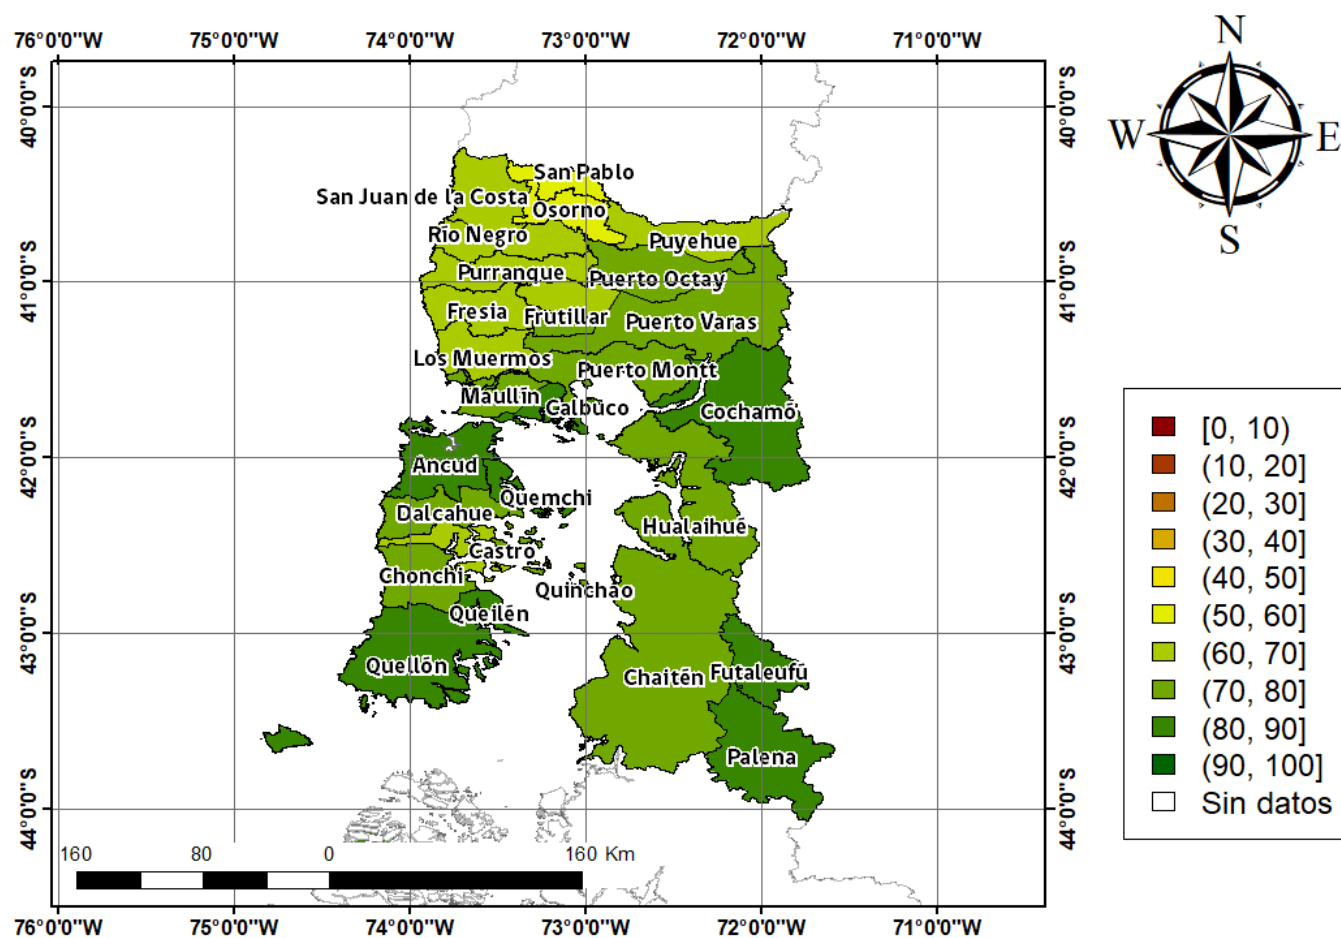 76°0'0"W 75°0'0"W 74°0'0"W 73°0'0"W 72°0'0"W 71°0'0"W
N
W E
S
40°0'0"S 40°0'0"S
San Pablo
San Juan de la Costa
Osorno
Río Negro
Puyehue
Purranque
Puerto Octay
41°0'0"S 41°0'0"S
Fresia
Frutillar
Puerto Varas
Los Muermos
Puerto Montt
Maullín
Calbuco
Cochamó
42°0'0"S 42°0'0"S
Ancud
Quemchi
Dalcahue
Hualaihué
Castro
Chonchi
Quinchao
Queilén
43°0'0"S 43°0'0"S
Quellón
Chaitén
Futaleufú
Palena
44°0'0"S 44°0'0"S
160 80 0 160 Km
76°0'0"W 75°0'0"W 74°0'0"W 73°0'0"W 72°0'0"W 71°0'0"W
[0, 10)
(10, 20]
(20, 30]
(30, 40]
(40, 50]
(50, 60]
(60, 70]
(70, 80]
(80, 90]
(90, 100]
Sin datos